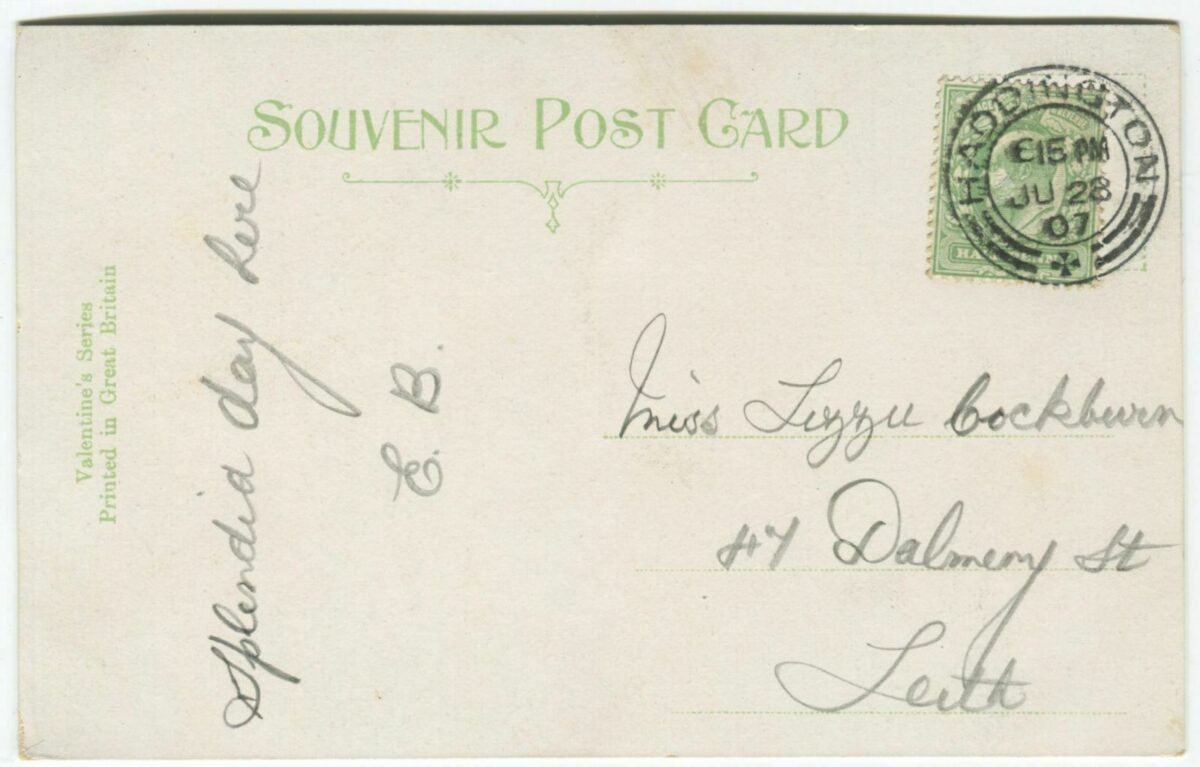 SOUVENIR POST CARD
Valentine's Series
Printed in Great Britain
Splendid day here
E. B.
HADDINGTON
15 PM
JU 28
07
Miss Lizzie Cockburn
47 Dalmeny St
Leith